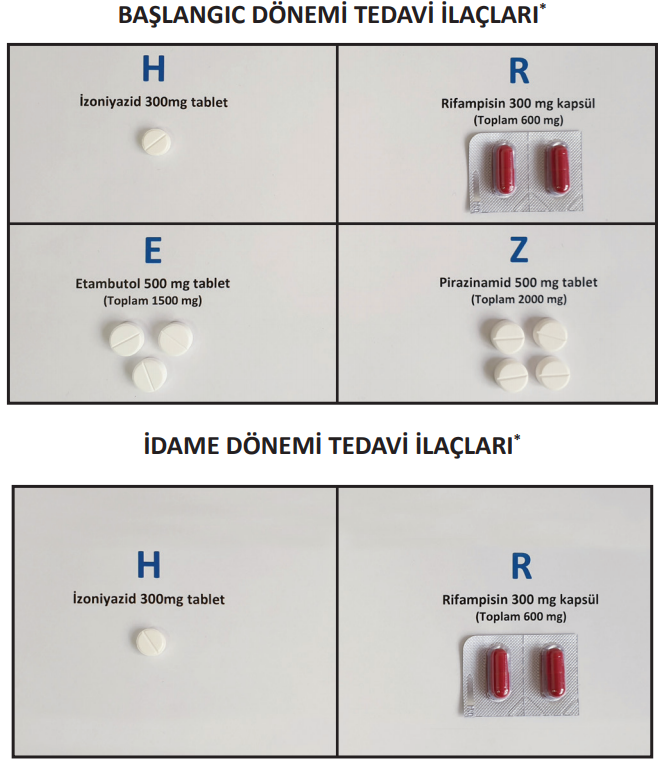 BAŞLANGIC DÖNEMİ TEDAVİ İLAÇLARI*
H
İzoniyazid 300mg tablet
R
Rifampisin 300 mg kapsül
(Toplam 600 mg)
E
Etambutol 500 mg tablet
(Toplam 1500 mg)
Z
Pirazinamid 500 mg tablet
(Toplam 2000 mg)
İDAME DÖNEMİ TEDAVİ İLAÇLARI*
H
İzoniyazid 300mg tablet
R
Rifampisin 300 mg kapsül
(Toplam 600 mg)